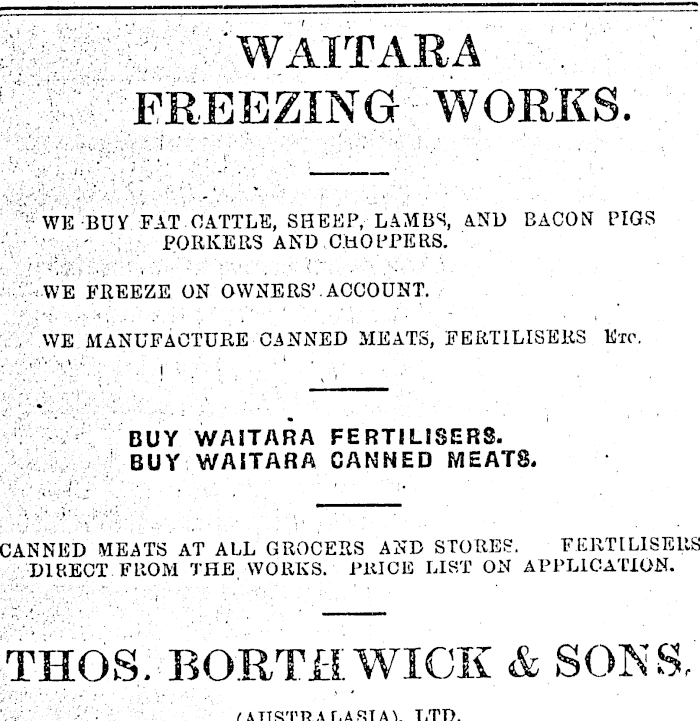 WAITARA
FREEZING WORKS.
WE BUY FAT CATTLE, SHEEP, LAMBS, AND BACON PIGS
PORKERS AND CHOPPERS.
WE FREEZE ON OWNERS' ACCOUNT.
WE MANUFACTURE CANNED MEATS, FERTILISERS Etc.
BUY WAITARA FERTILISERS.
BUY WAITARA CANNED MEATS.
CANNED MEATS AT ALL GROCERS AND STORES. FERTILISERS
DIRECT FROM THE WORKS. PRICE LIST ON APPLICATION.
THOS. BORTHWICK & SONS,
(AUSTRALASIA), LTD.